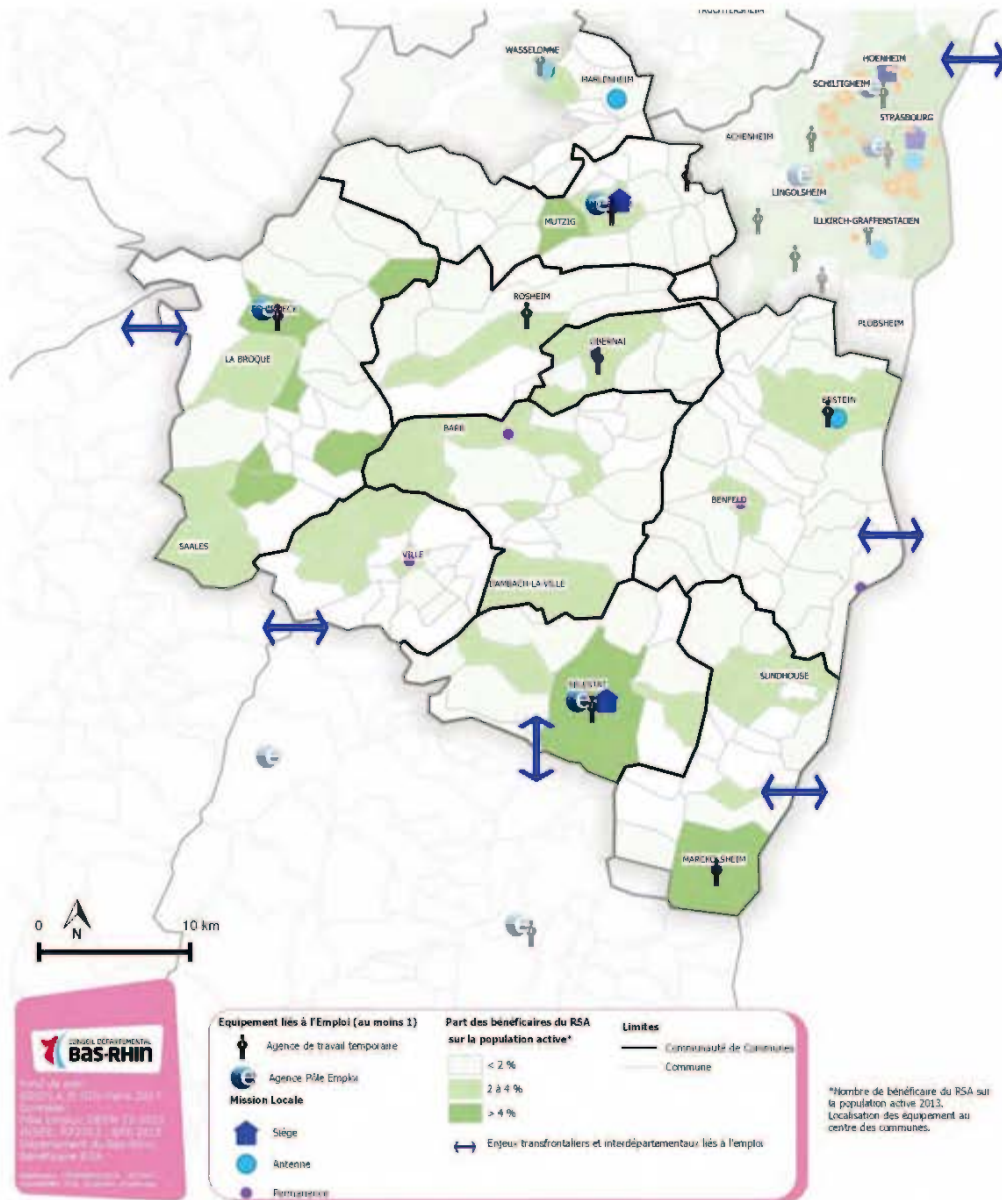 WASSELONNE
MARLENHEIM
HOENHEIM
SCHILTIGHEIM
STRASBOURG
ACHENHEIM
LINGOLSHEIM
MUTZIG
ILLKIRCH-GRAFFENSTADEN
ROSHEIM
PLOBSHEIM
LA BROQUE
BARR
BENFELD
SAALES
VILLE
DAMBACH-LA-VILLE
SUNDHOUSE
MARCKOLSHEIM
0
N
10 km
CONSEIL DÉPARTEMENTAL
BAS-RHIN
Equipement liés à l'Emploi (au moins 1)
Agence de travail temporaire
Agence Pôle Emploi
Mission Locale
Siège
Antenne
Permanence
Part des bénéficaires du RSA
sur la population active*
< 2 %
2 à 4 %
> 4 %
Enjeux transfrontaliers et interdépartementaux liés à l'emploi
Limites
Communauté de Communes
Commune
*Nombre de bénéficiaire du RSA sur
la population active 2013.
Localisation des équipement au
centre des communes.